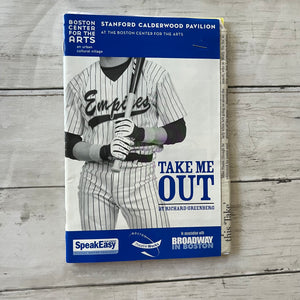 BOSTON
CENTER
FOR THE
ARTS
an urban
cultural village
STANFORD CALDERWOOD PAVILION
AT THE BOSTON CENTER FOR THE ARTS
Empires
TAKE ME
OUT
BY RICHARD GREENBERG
SpeakEasy
in association with
BROADWAY
IN BOSTON